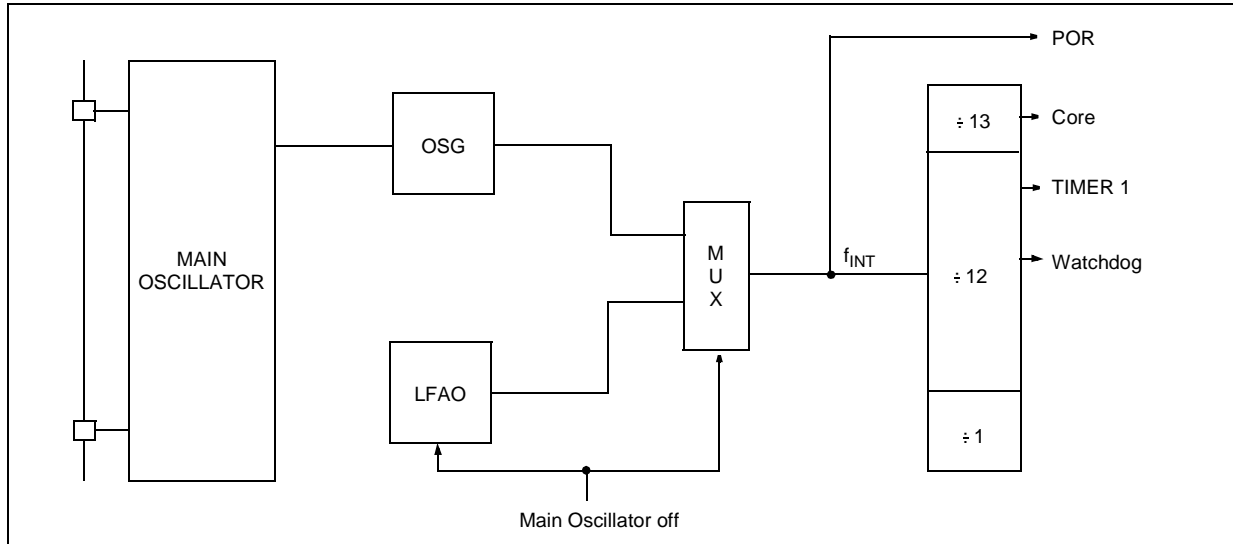 POR
÷ 13
Core
OSG
TIMER 1
MAIN
OSCILLATOR
M
U
X
fINT
÷ 12
Watchdog
LFAO
÷ 1
Main Oscillator off